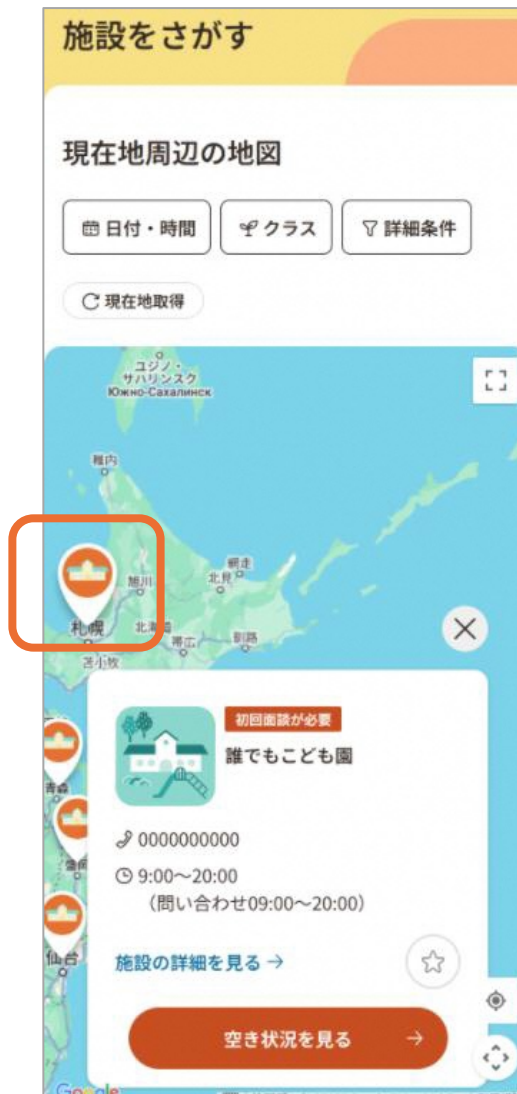 施設をさがす
現在地周辺の地図
日付・時間 クラス 詳細条件
現在地取得
ユジノ・
サハリンスク
Южно-Сахалинск
稚内
網走
旭川 北見
札幌 北海道
帯広 釧路
苫小牧
初回面談が必要
誰でもこども園
青森
0000000000
盛岡
9:00～20:00
（問い合わせ09:00～20:00）
仙台
施設の詳細を見る →
空き状況を見る →
Google